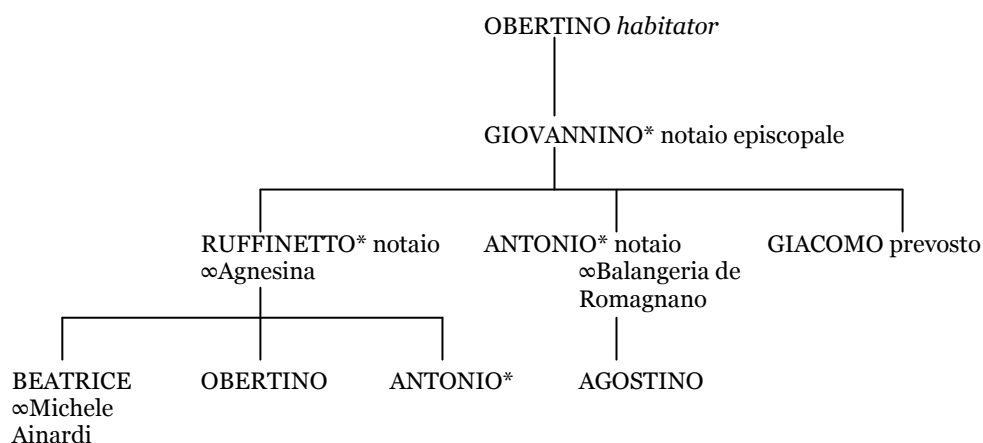 OBERTINO habitator
GIOVANNINO* notaio episcopale
RUFFINETTO* notaio
∞Agnesina
ANTONIO* notaio
∞Balangeria de
Romagnano
GIACOMO prevosto
BEATRICE
∞Michele
Ainardi
OBERTINO
ANTONIO*
AGOSTINO